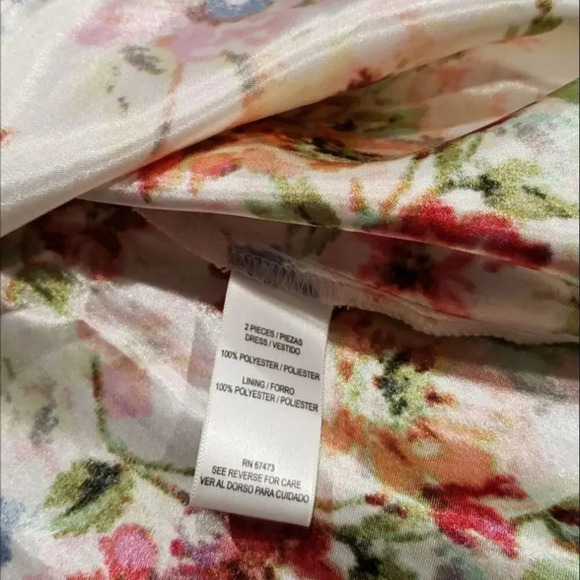 2 PIECES / PIEZAS
DRESS / VESTIDO
100% POLYESTER / POLIESTER
LINING / FORRO
100% POLYESTER / POLIESTER
RN 67473
SEE REVERSE FOR CARE
VER AL DORSO PARA CUIDADO